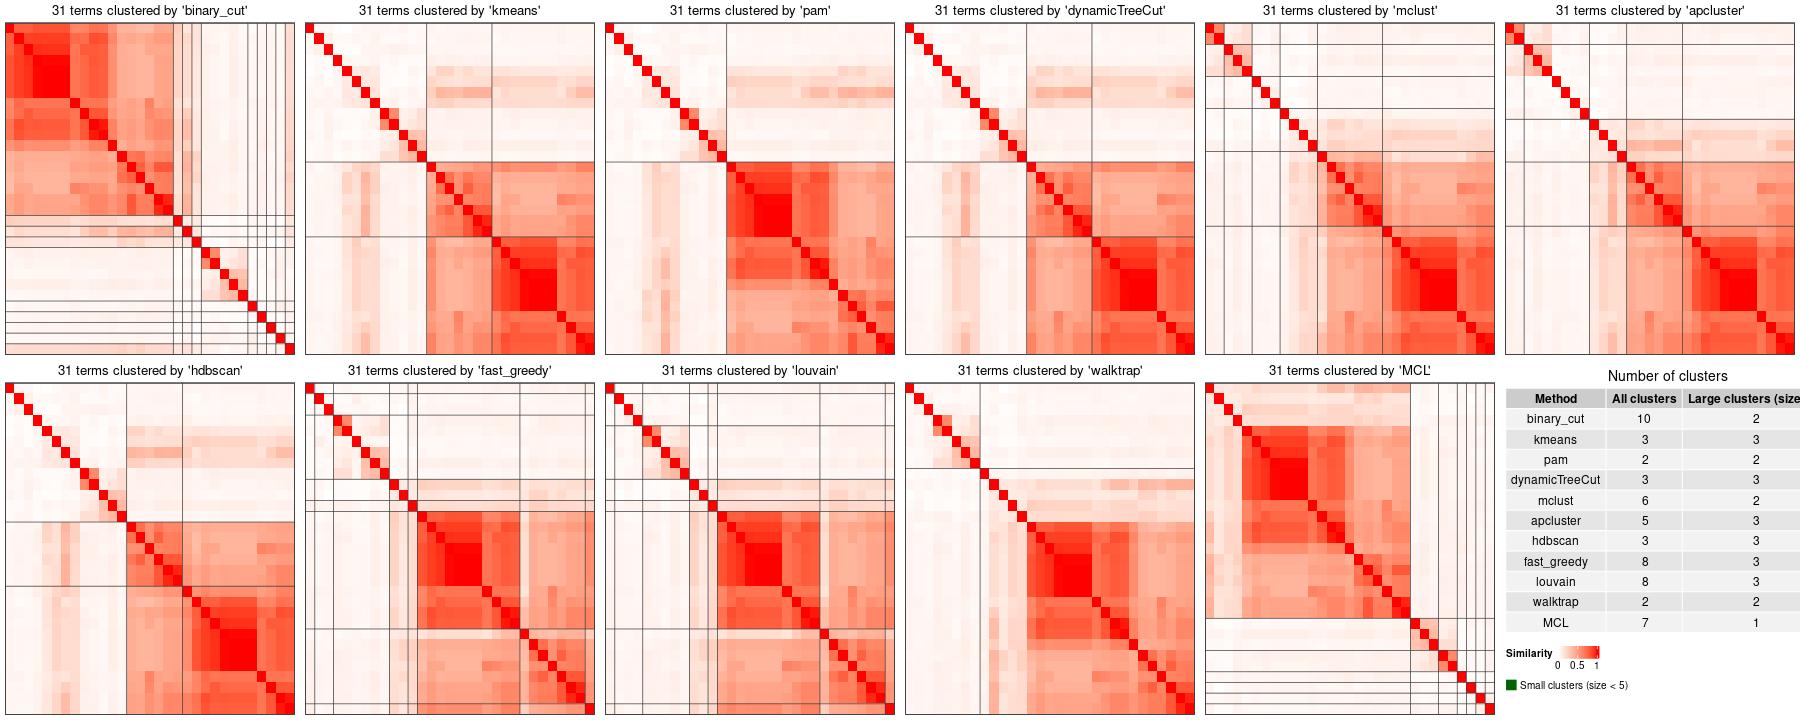 31 terms clustered by 'binary_cut'
31 terms clustered by 'kmeans'
31 terms clustered by 'pam'
31 terms clustered by 'dynamicTreeCut'
31 terms clustered by 'mclust'
31 terms clustered by 'apcluster'
31 terms clustered by 'hdbscan'
31 terms clustered by 'fast_greedy'
31 terms clustered by 'louvain'
31 terms clustered by 'walktrap'
31 terms clustered by 'MCL'
Number of clusters
Method All clusters Large clusters (size
binary_cut 10 2
kmeans 3 3
pam 2 2
dynamicTreeCut 3 3
mclust 6 2
apcluster 5 3
hdbscan 3 3
fast_greedy 8 3
louvain 8 3
walktrap 2 2
MCL 7 1
Similarity
0 0.5 1
Small clusters (size < 5)